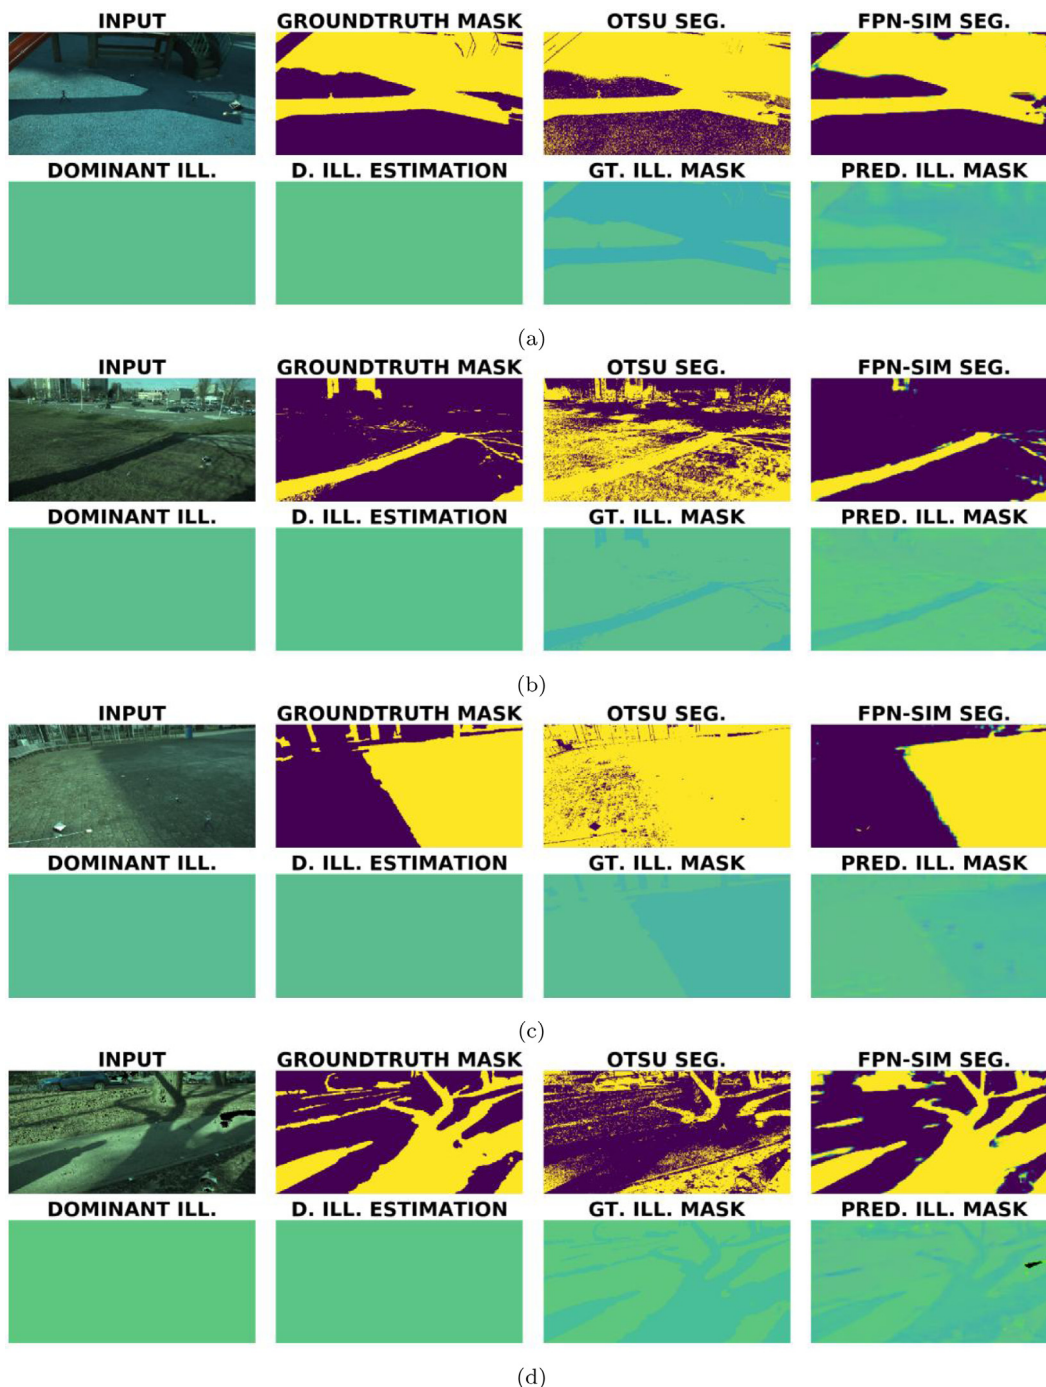 INPUT GROUNDTRUTH MASK OTSU SEG. FPN-SIM SEG.
DOMINANT ILL. D. ILL. ESTIMATION GT. ILL. MASK PRED. ILL. MASK
(a)
INPUT GROUNDTRUTH MASK OTSU SEG. FPN-SIM SEG.
DOMINANT ILL. D. ILL. ESTIMATION GT. ILL. MASK PRED. ILL. MASK
(b)
INPUT GROUNDTRUTH MASK OTSU SEG. FPN-SIM SEG.
DOMINANT ILL. D. ILL. ESTIMATION GT. ILL. MASK PRED. ILL. MASK
(c)
INPUT GROUNDTRUTH MASK OTSU SEG. FPN-SIM SEG.
DOMINANT ILL. D. ILL. ESTIMATION GT. ILL. MASK PRED. ILL. MASK
(d)